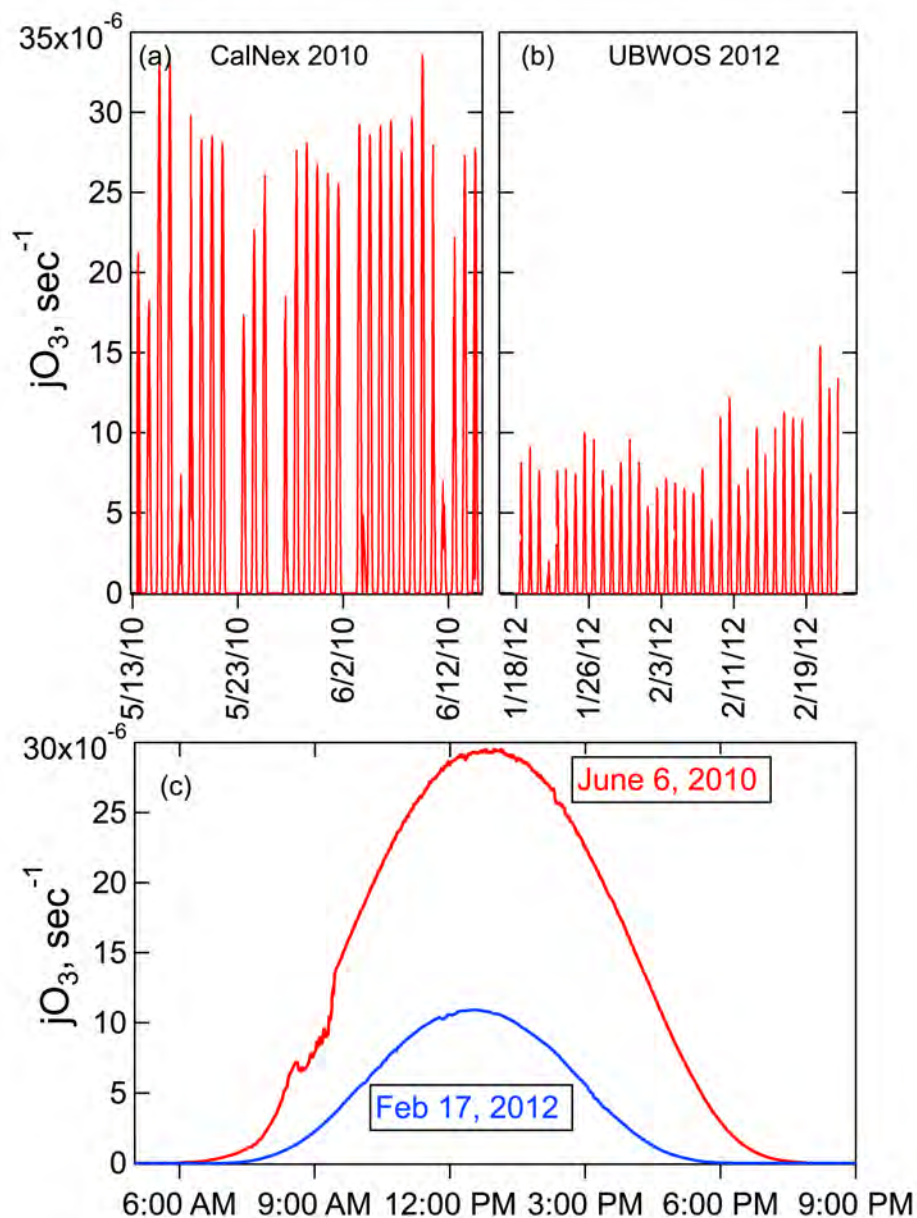 35x10-6
(a) CalNex 2010
(b) UBWOS 2012
30
25
20
15
10
5
0
jO3, sec-1
5/13/10
5/23/10
6/2/10
6/12/10
1/18/12
1/26/12
2/3/12
2/11/12
2/19/12
30x10-6
(c)
June 6, 2010
25
20
15
10
5
0
jO3, sec-1
Feb 17, 2012
6:00 AM 9:00 AM 12:00 PM 3:00 PM 6:00 PM 9:00 PM